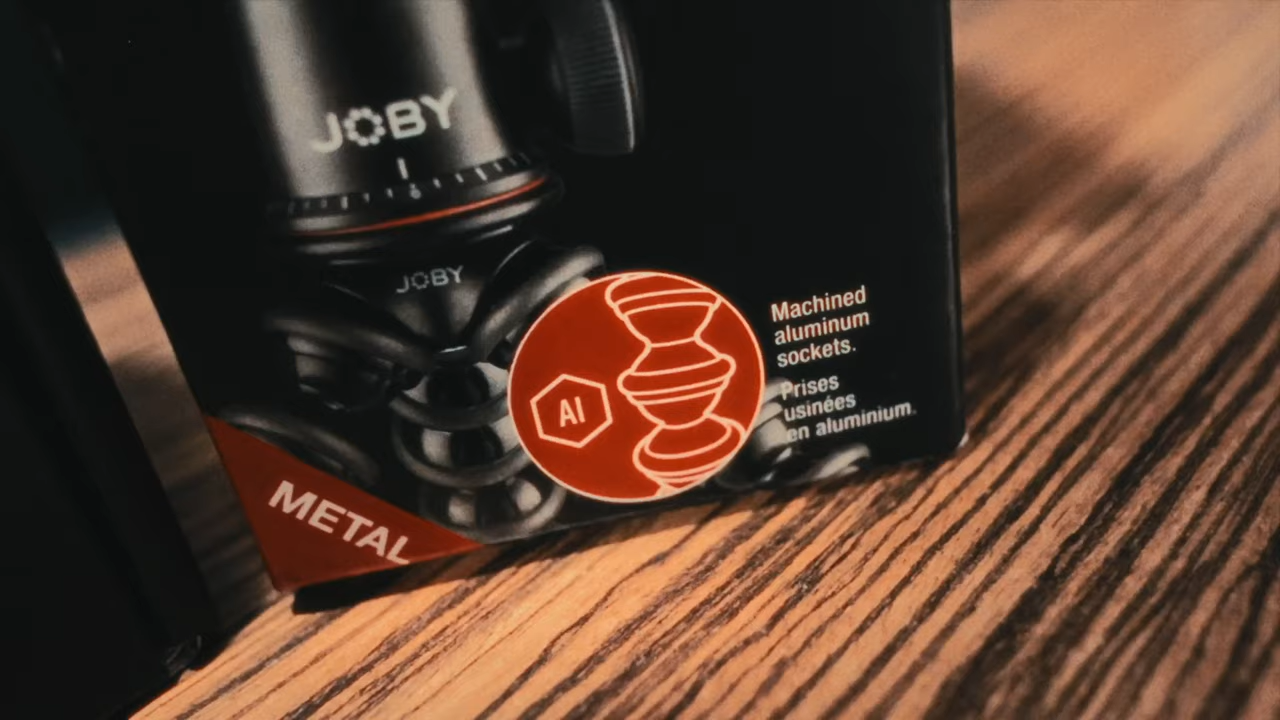 JOBY
JOBY
Machined
aluminum
sockets.
Prises
usinées
en aluminium.
Al
METAL